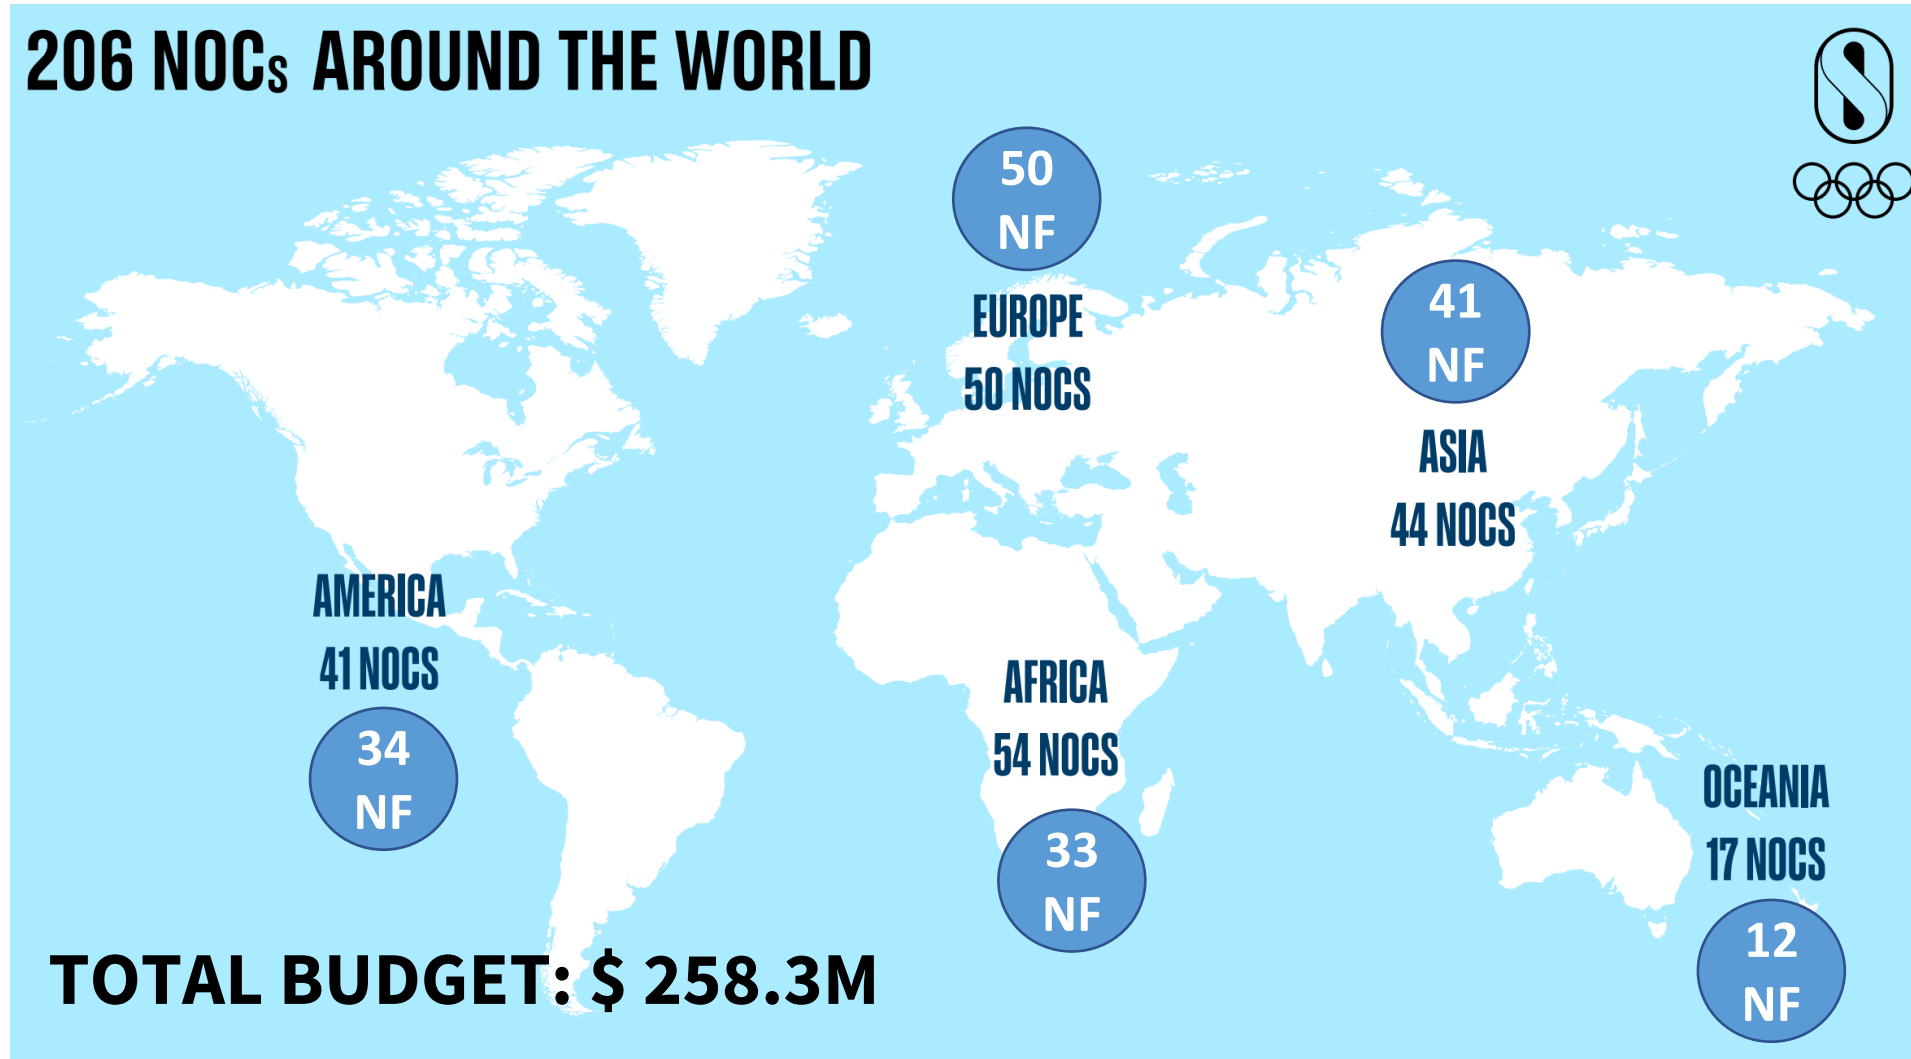 206 NOCs AROUND THE WORLD
50
NF
EUROPE
50 NOCS
41
NF
ASIA
44 NOCS
AMERICA
41 NOCS
34
NF
AFRICA
54 NOCS
33
NF
OCEANIA
17 NOCS
12
NF
TOTAL BUDGET: $ 258.3M